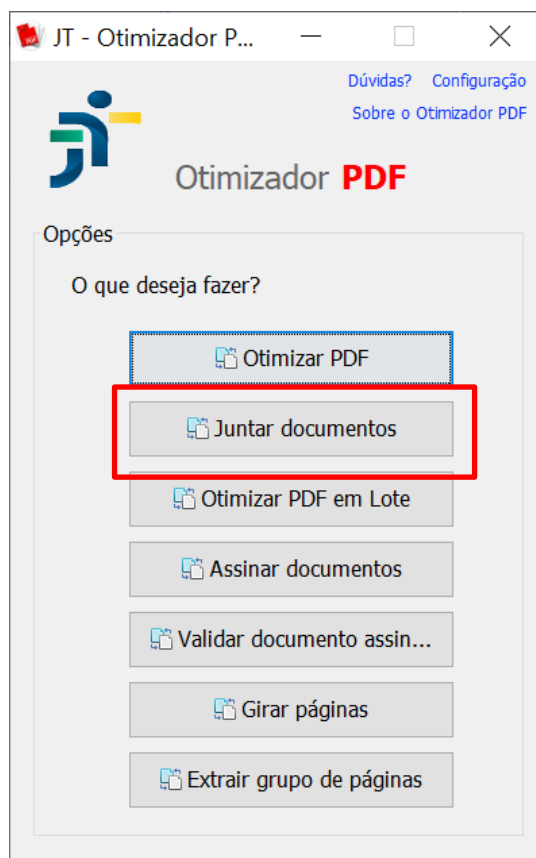 JT - Otimizador P...
Dúvidas? Configuração
Sobre o Otimizador PDF
Otimizador PDF
Opções
O que deseja fazer?
Otimizar PDF
Juntar documentos
Otimizar PDF em Lote
Assinar documentos
Validar documento assin...
Girar páginas
Extrair grupo de páginas